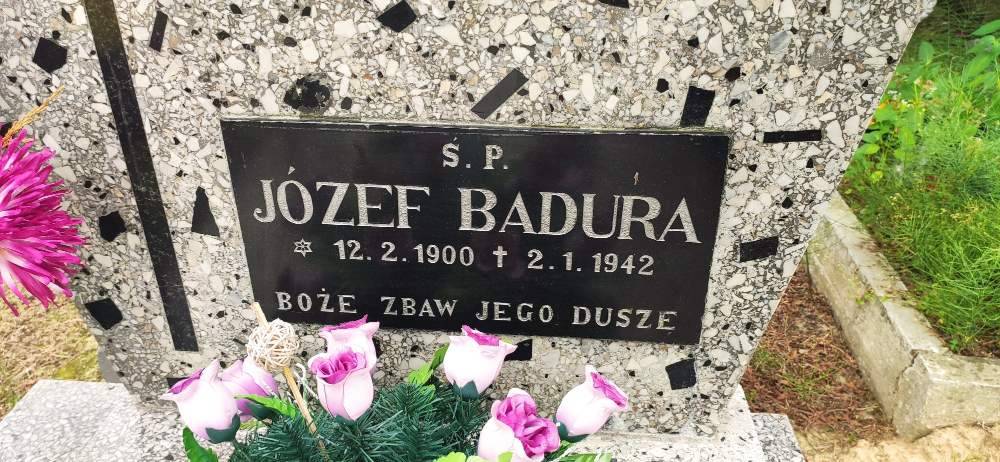 Ś. P.
JÓZEF BADURA
✡ 12. 2. 1900 ✝ 2. 1. 1942
BOŻE ZBAW JEGO DUSZE